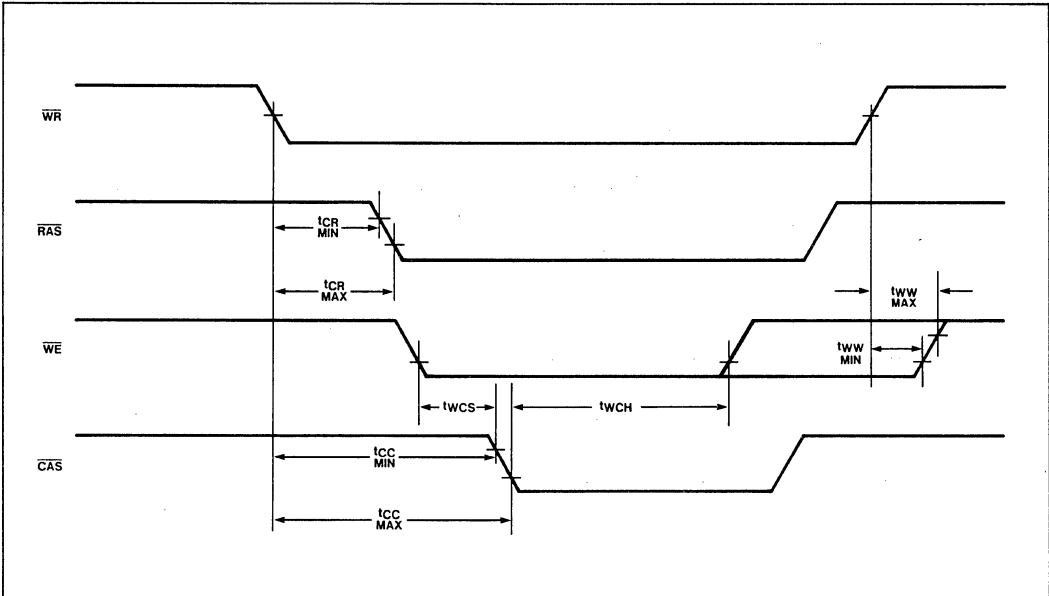 WR
RAS
tCR
MIN
tCR
MAX
tWW
MAX
WE
tWW
MIN
tWCS
tWCH
CAS
tCC
MIN
tCC
MAX